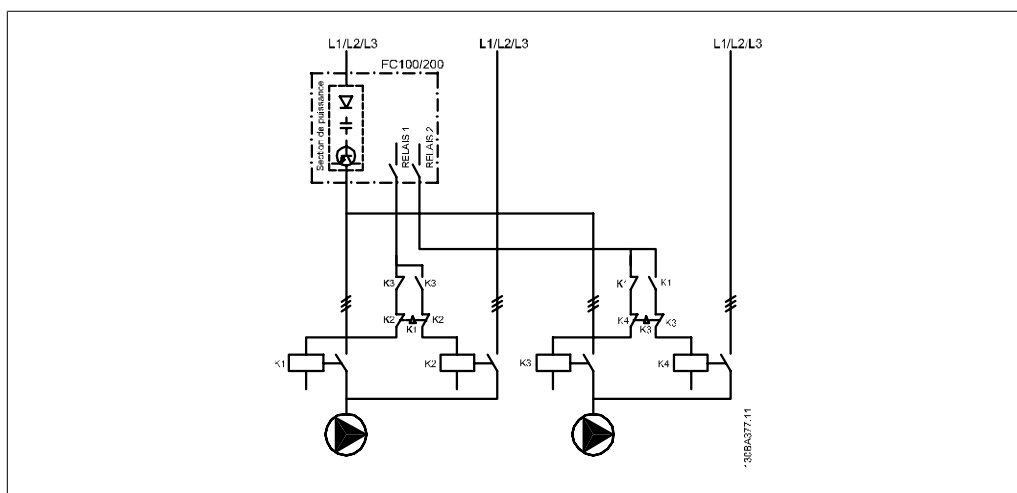 L1/L2/L3
L1/L2/L3
L1/L2/L3
FC100/200
Section de puissance
RELAIS 1
RELAIS 2
K3
K3
K1
K1
K2
K1
K2
K4
K3
K3
K1
K2
K3
K4
130BA377.11